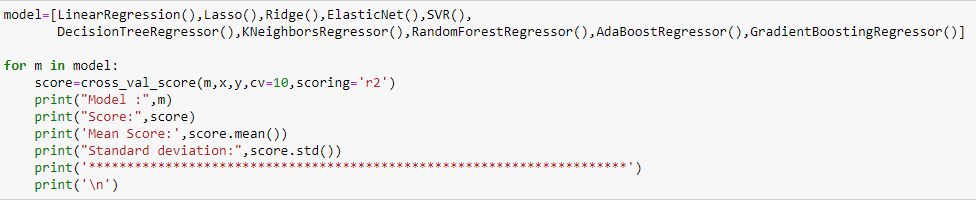 model=[LinearRegression(),Lasso(),Ridge(),ElasticNet(),SVR(),
       DecisionTreeRegressor(),KNeighborsRegressor(),RandomForestRegressor(),AdaBoostRegressor(),GradientBoostingRegressor()]

for m in model:
    score=cross_val_score(m,x,y,cv=10,scoring='r2')
    print("Model :",m)
    print("Score:",score)
    print('Mean Score:',score.mean())
    print("Standard deviation:",score.std())
    print('**********************************************************************')
    print('\n')